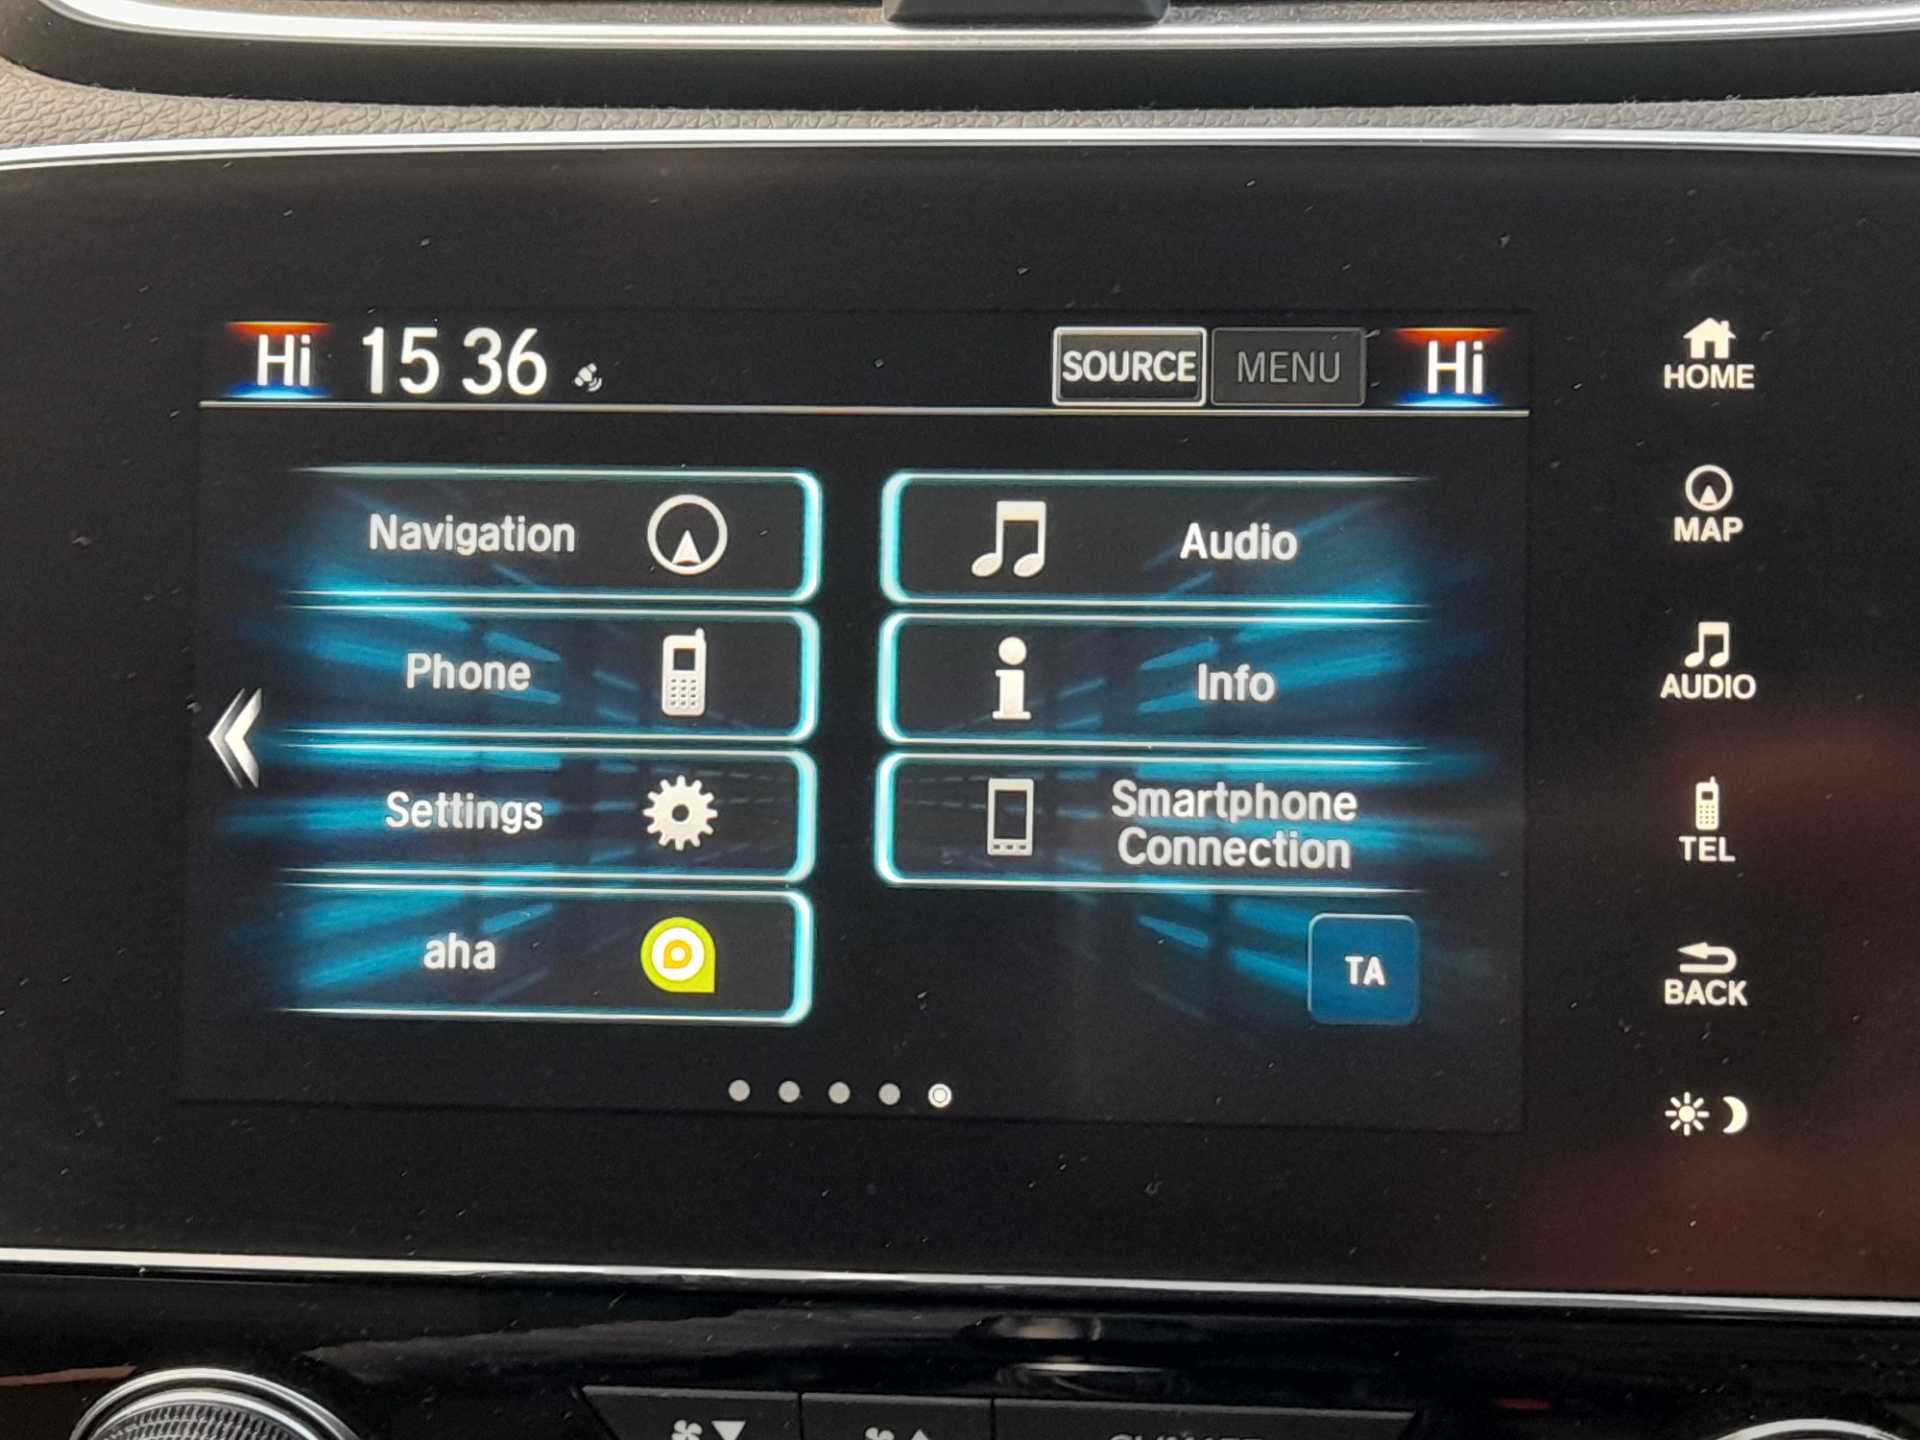 Hi 15 36 SOURCE MENU Hi
HOME
Navigation
Audio
MAP
Phone
Info
AUDIO
Settings
Smartphone
Connection
TEL
aha
TA
BACK